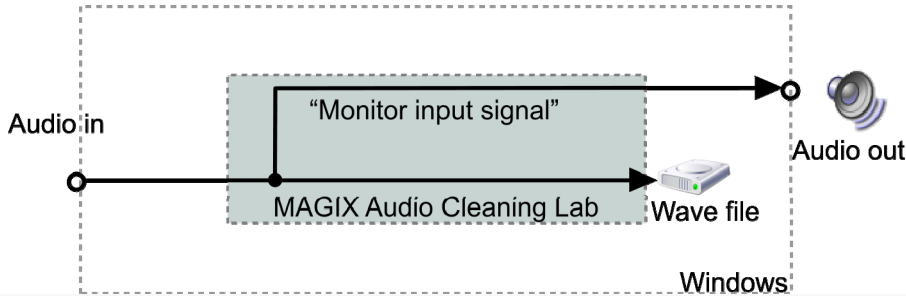 “Monitor input signal”
Audio in
Audio out
MAGIX Audio Cleaning Lab
Wave file
Windows